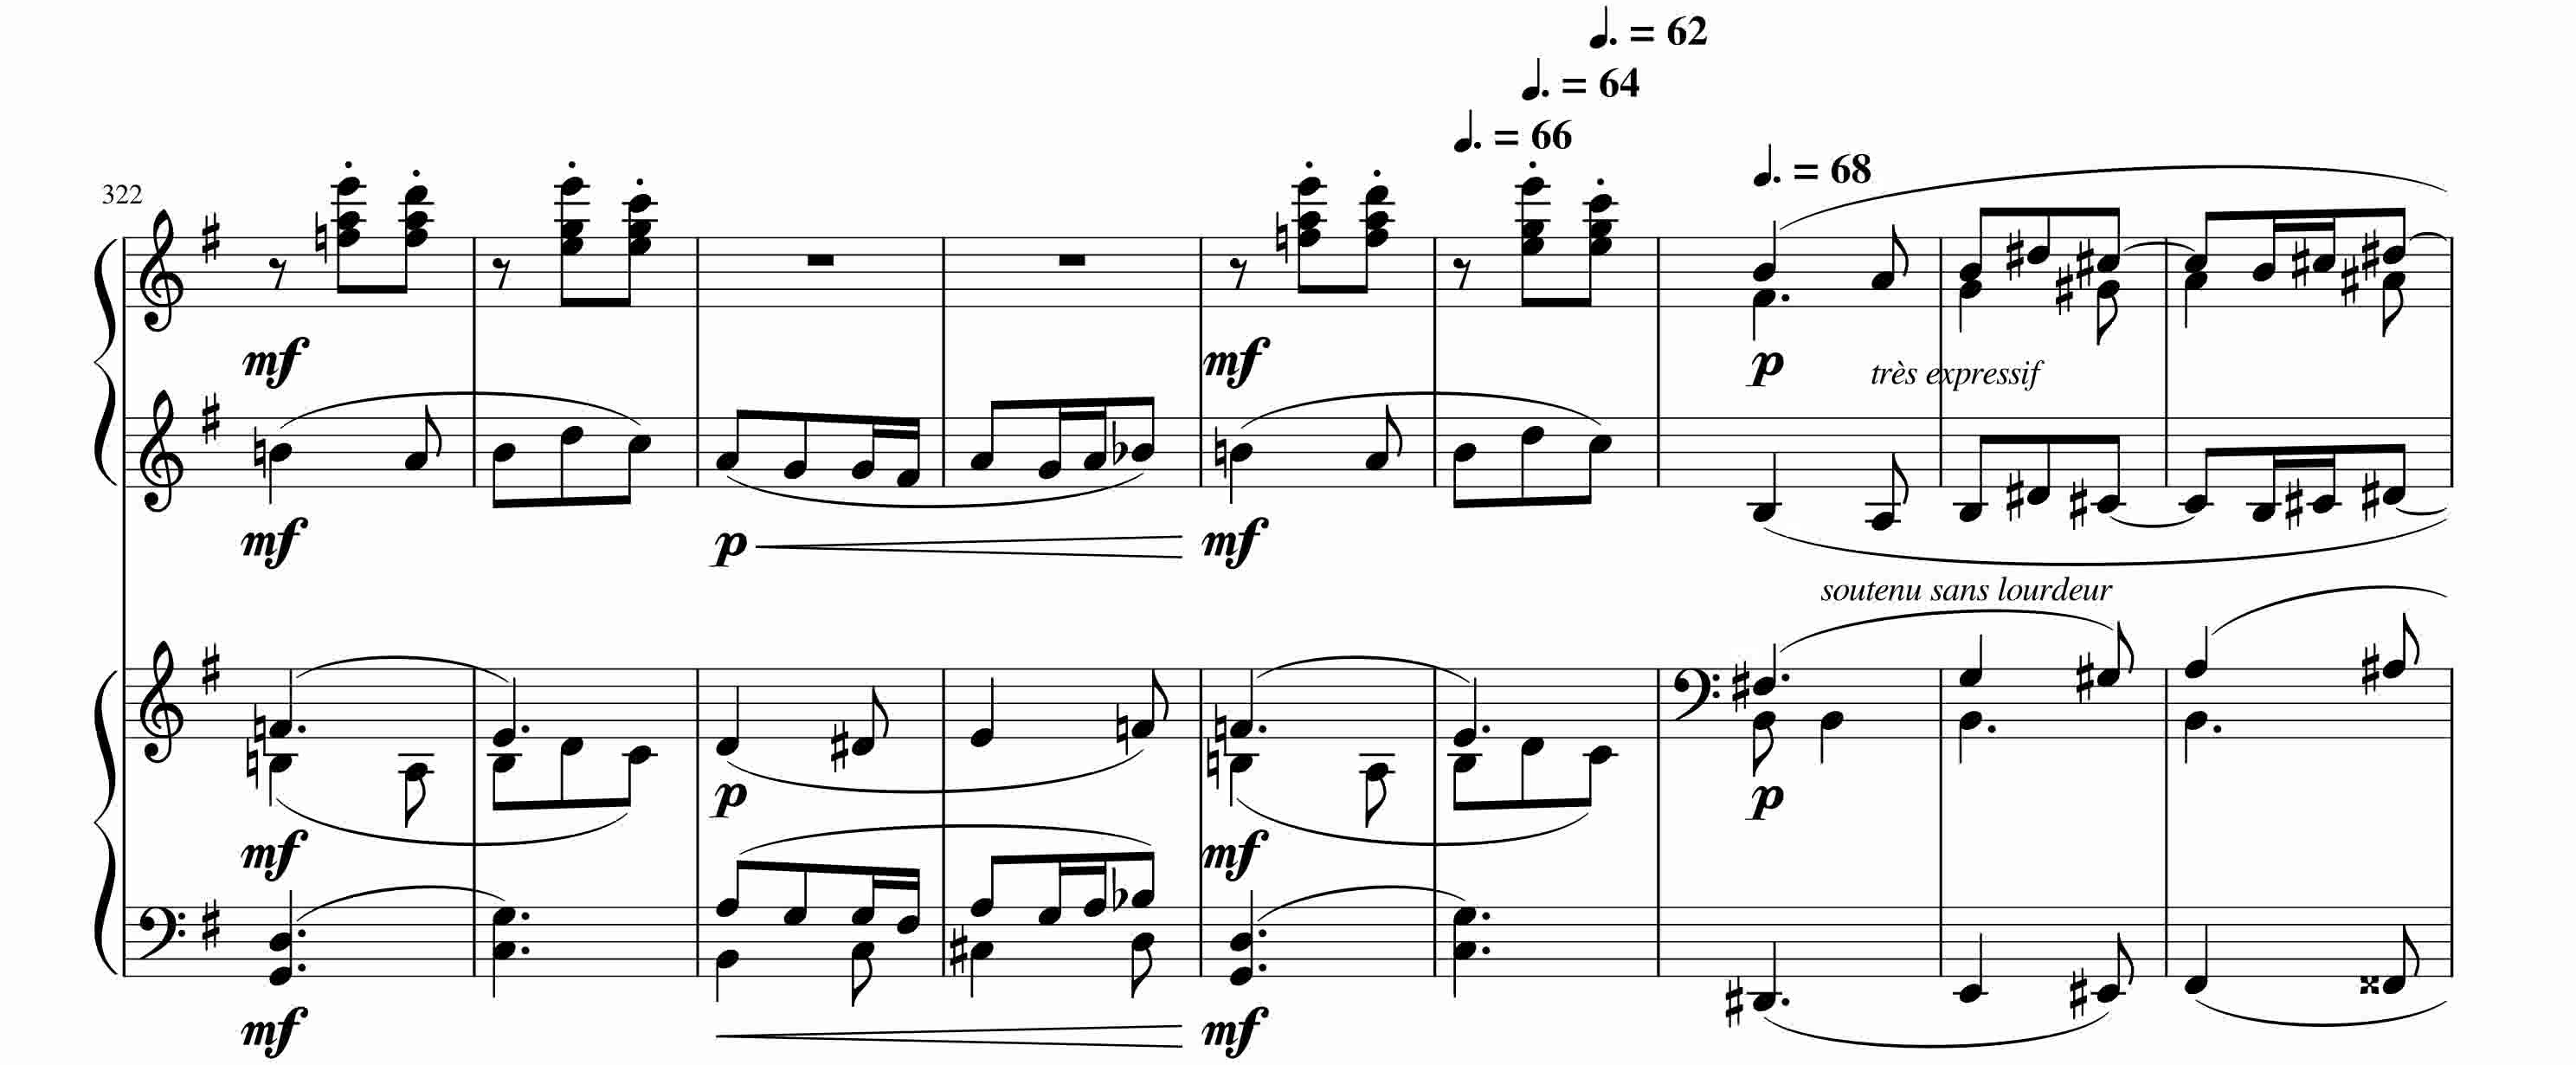 ♩. = 62
♩. = 64
♩. = 66
♩. = 68
322
mf
mf
p
très expressif
mf
p
mf
soutenu sans lourdeur
p
p
mf
mf
mf
mf